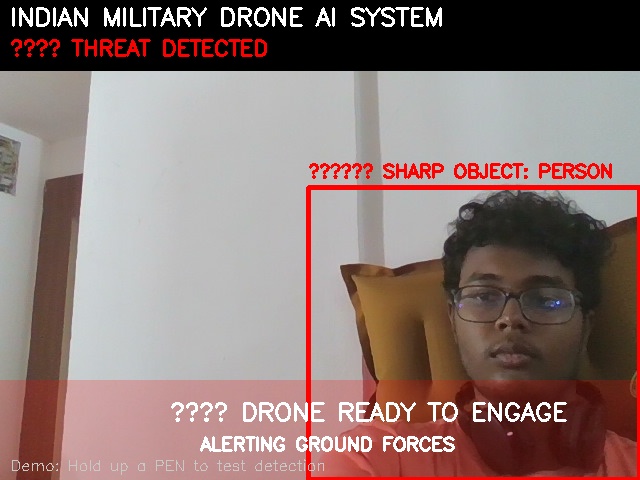 INDIAN MILITARY DRONE AI SYSTEM
???? THREAT DETECTED
?????? SHARP OBJECT: PERSON
???? DRONE READY TO ENGAGE
ALERTING GROUND FORCES
Demo: Hold up a PEN to test detection